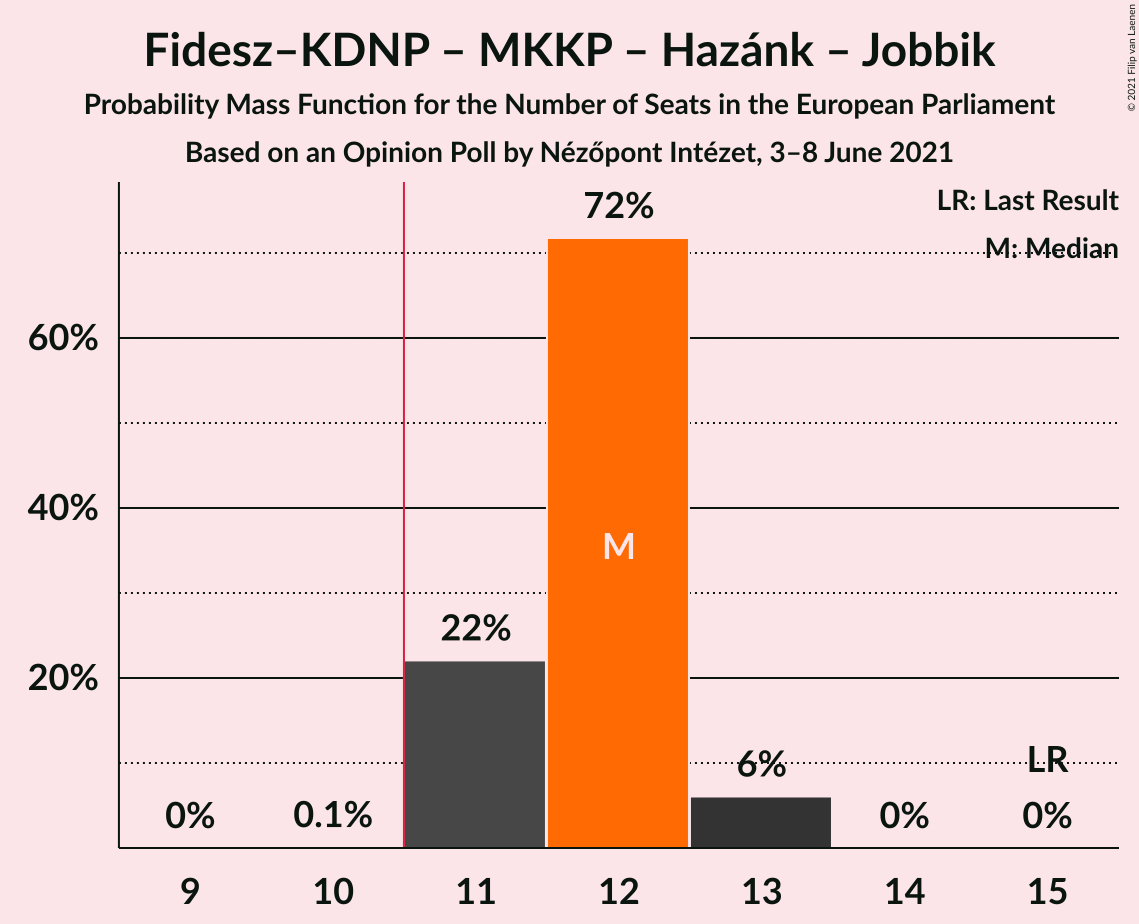 Fidesz–KDNP – MKKP – Hazánk – Jobbik
Probability Mass Function for the Number of Seats in the European Parliament
Based on an Opinion Poll by Nézőpont Intézet, 3–8 June 2021
© 2021 Filip van Laenen
LR: Last Result
M: Median
72%
60%
40%
M
22%
20%
6%
LR
0%
0.1%
0%
0%
9
10
11
12
13
14
15